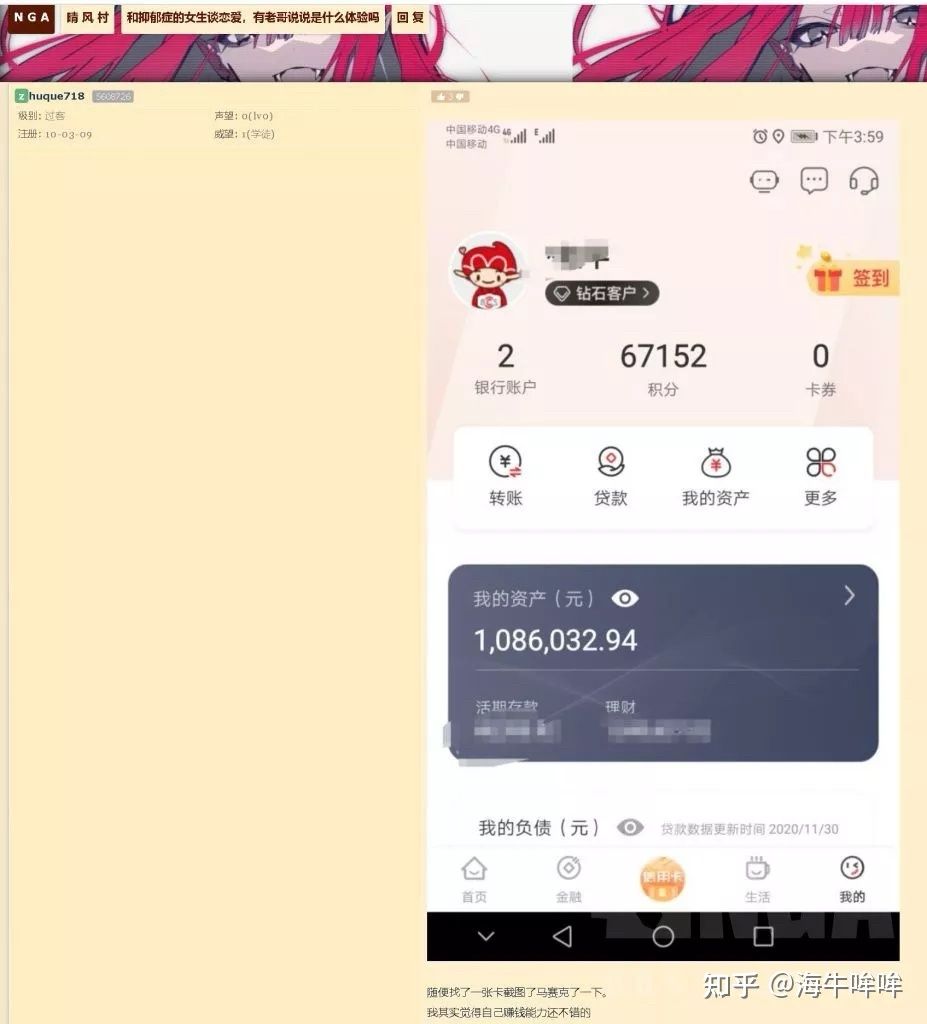 NGA 晴风村 和抑郁症的女生谈恋爱，有老哥说说是什么体验吗 回复
zhuque718 5608726 3
级别: 过客 声望: 0(lv0)
注册: 10-03-09 威望: 1(学徒)
中国移动4G 4G E 下午3:59
中国移动
钻石客户
签到
2 67152 0
银行账户 积分 卡券
转账 贷款 我的资产 更多
我的资产（元）
1,086,032.94
活期存款 理财
我的负债（元） 贷款数据更新时间 2020/11/30
首页 金融 信用卡 生活 我的
NGA
知乎 @海牛哞哞
随便找了一张卡截图了马赛克了一下。
我其实觉得自己赚钱能力还不错的